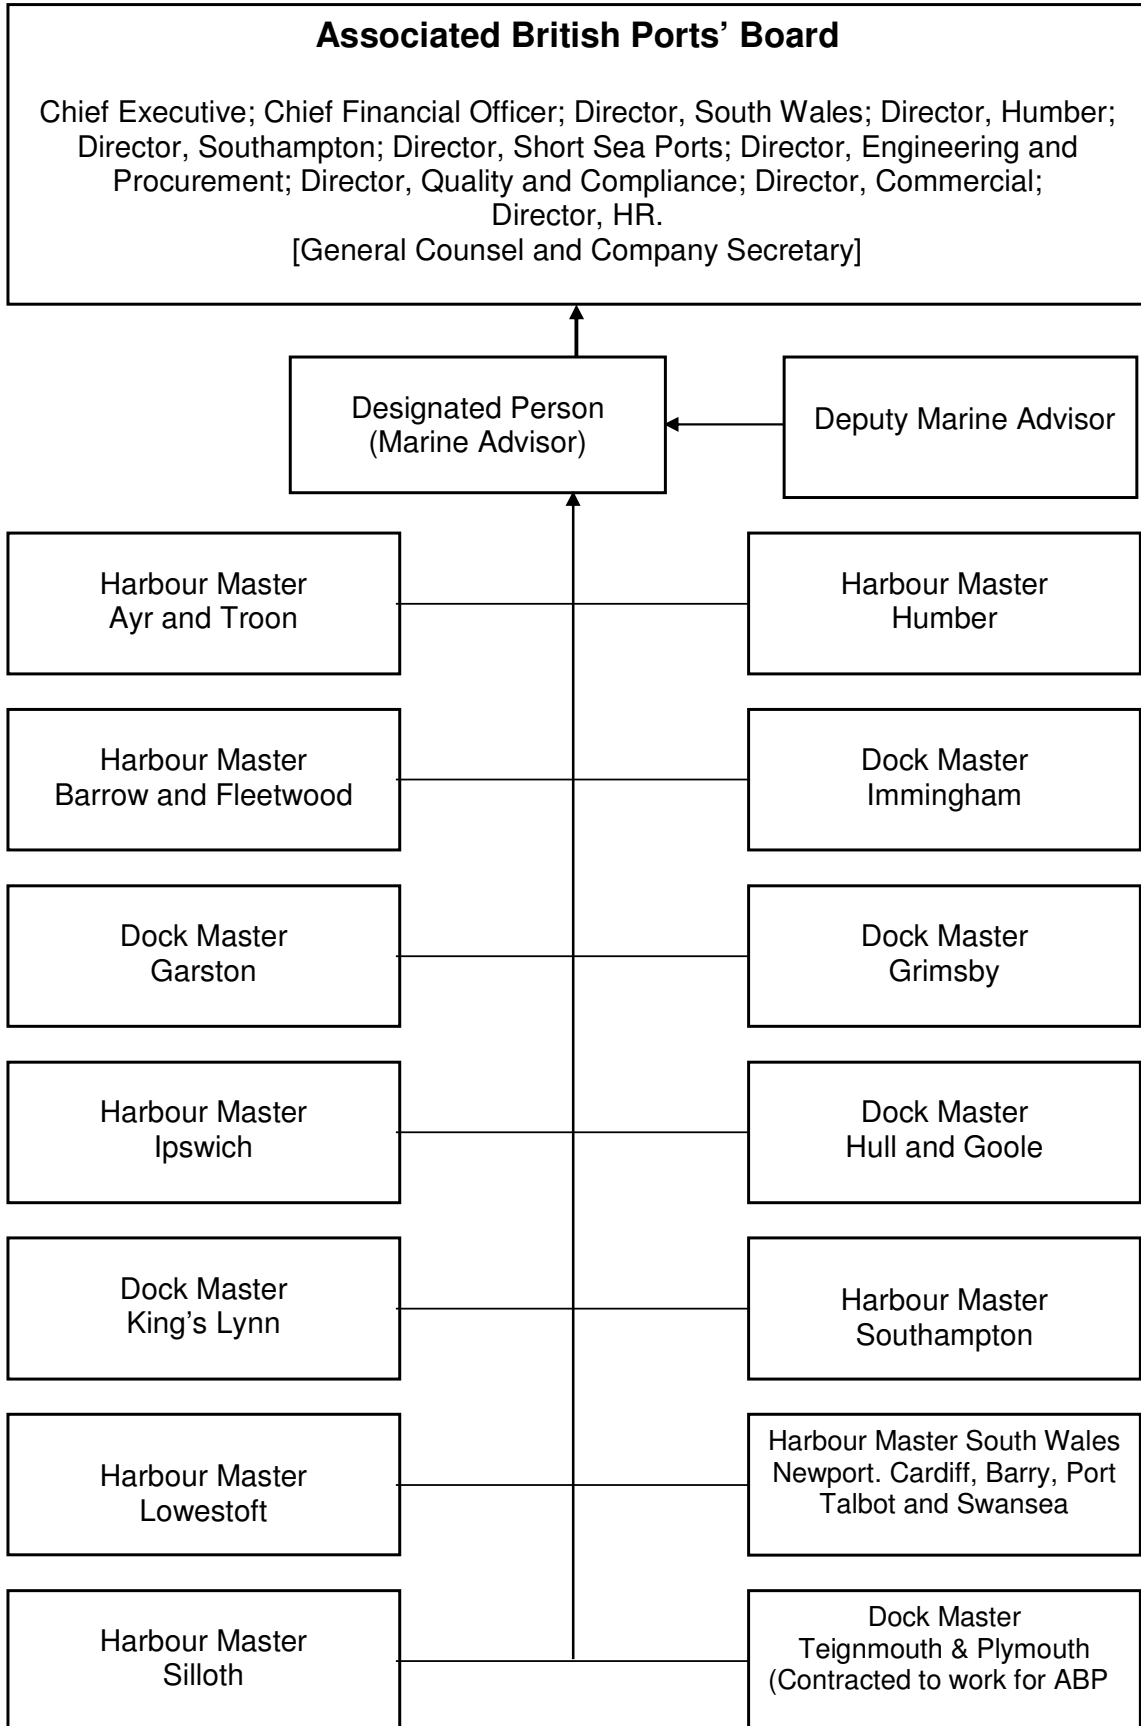 Associated British Ports’ Board
Chief Executive; Chief Financial Officer; Director, South Wales; Director, Humber;
Director, Southampton; Director, Short Sea Ports; Director, Engineering and
Procurement; Director, Quality and Compliance; Director, Commercial;
Director, HR.
[General Counsel and Company Secretary]
Designated Person
(Marine Advisor)
Deputy Marine Advisor
Harbour Master
Ayr and Troon
Harbour Master
Humber
Harbour Master
Barrow and Fleetwood
Dock Master
Immingham
Dock Master
Garston
Dock Master
Grimsby
Harbour Master
Ipswich
Dock Master
Hull and Goole
Dock Master
King’s Lynn
Harbour Master
Southampton
Harbour Master
Lowestoft
Harbour Master South Wales
Newport. Cardiff, Barry, Port
Talbot and Swansea
Harbour Master
Silloth
Dock Master
Teignmouth & Plymouth
(Contracted to work for ABP